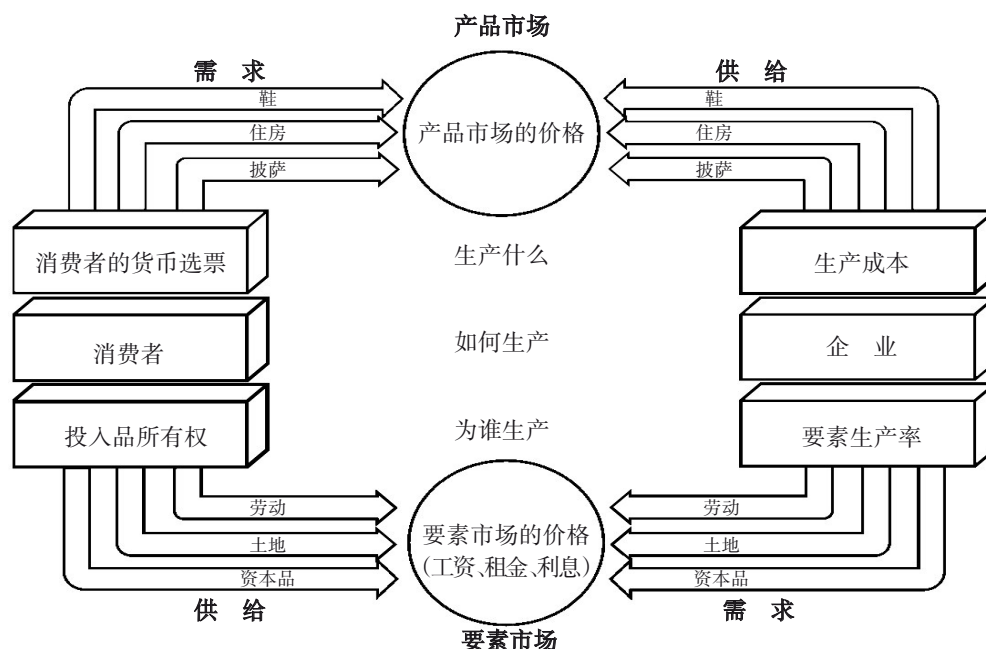 产品市场
需 求
供 给
鞋
鞋
住房
产品市场的价格
住房
披萨
披萨
消费者的货币选票
生产什么
生产成本
消费者
如何生产
企 业
投入品所有权
为谁生产
要素生产率
劳动
劳动
土地
要素市场的价格
(工资、租金、利息)
土地
资本品
资本品
供 给
需 求
要素市场